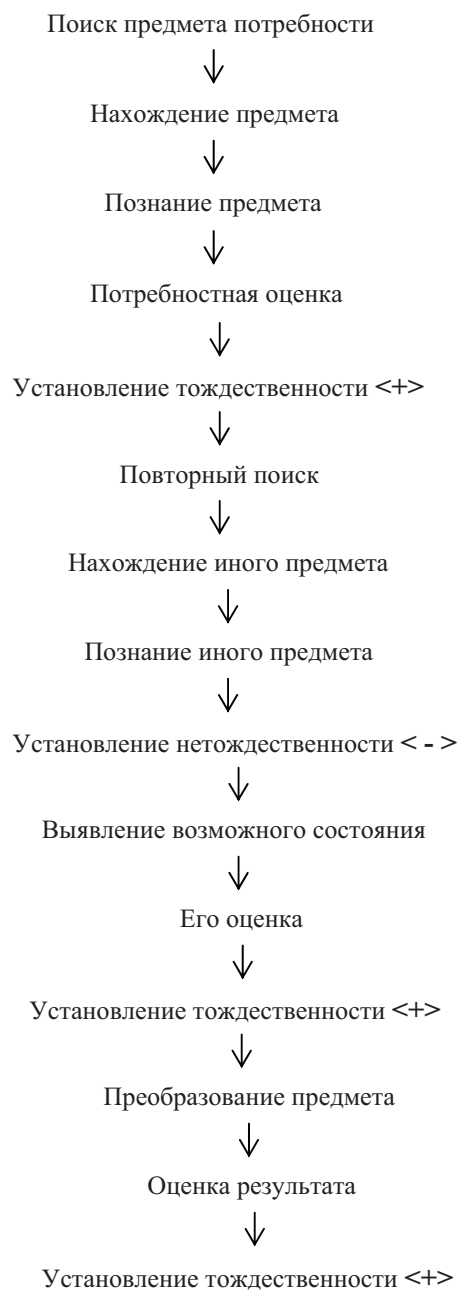 Поиск предмета потребности
Нахождение предмета
Познание предмета
Потребностная оценка
Установление тождественности <+>
Повторный поиск
Нахождение иного предмета
Познание иного предмета
Установление нетождественности < - >
Выявление возможного состояния
Его оценка
Установление тождественности <+>
Преобразование предмета
Оценка результата
Установление тождественности <+>